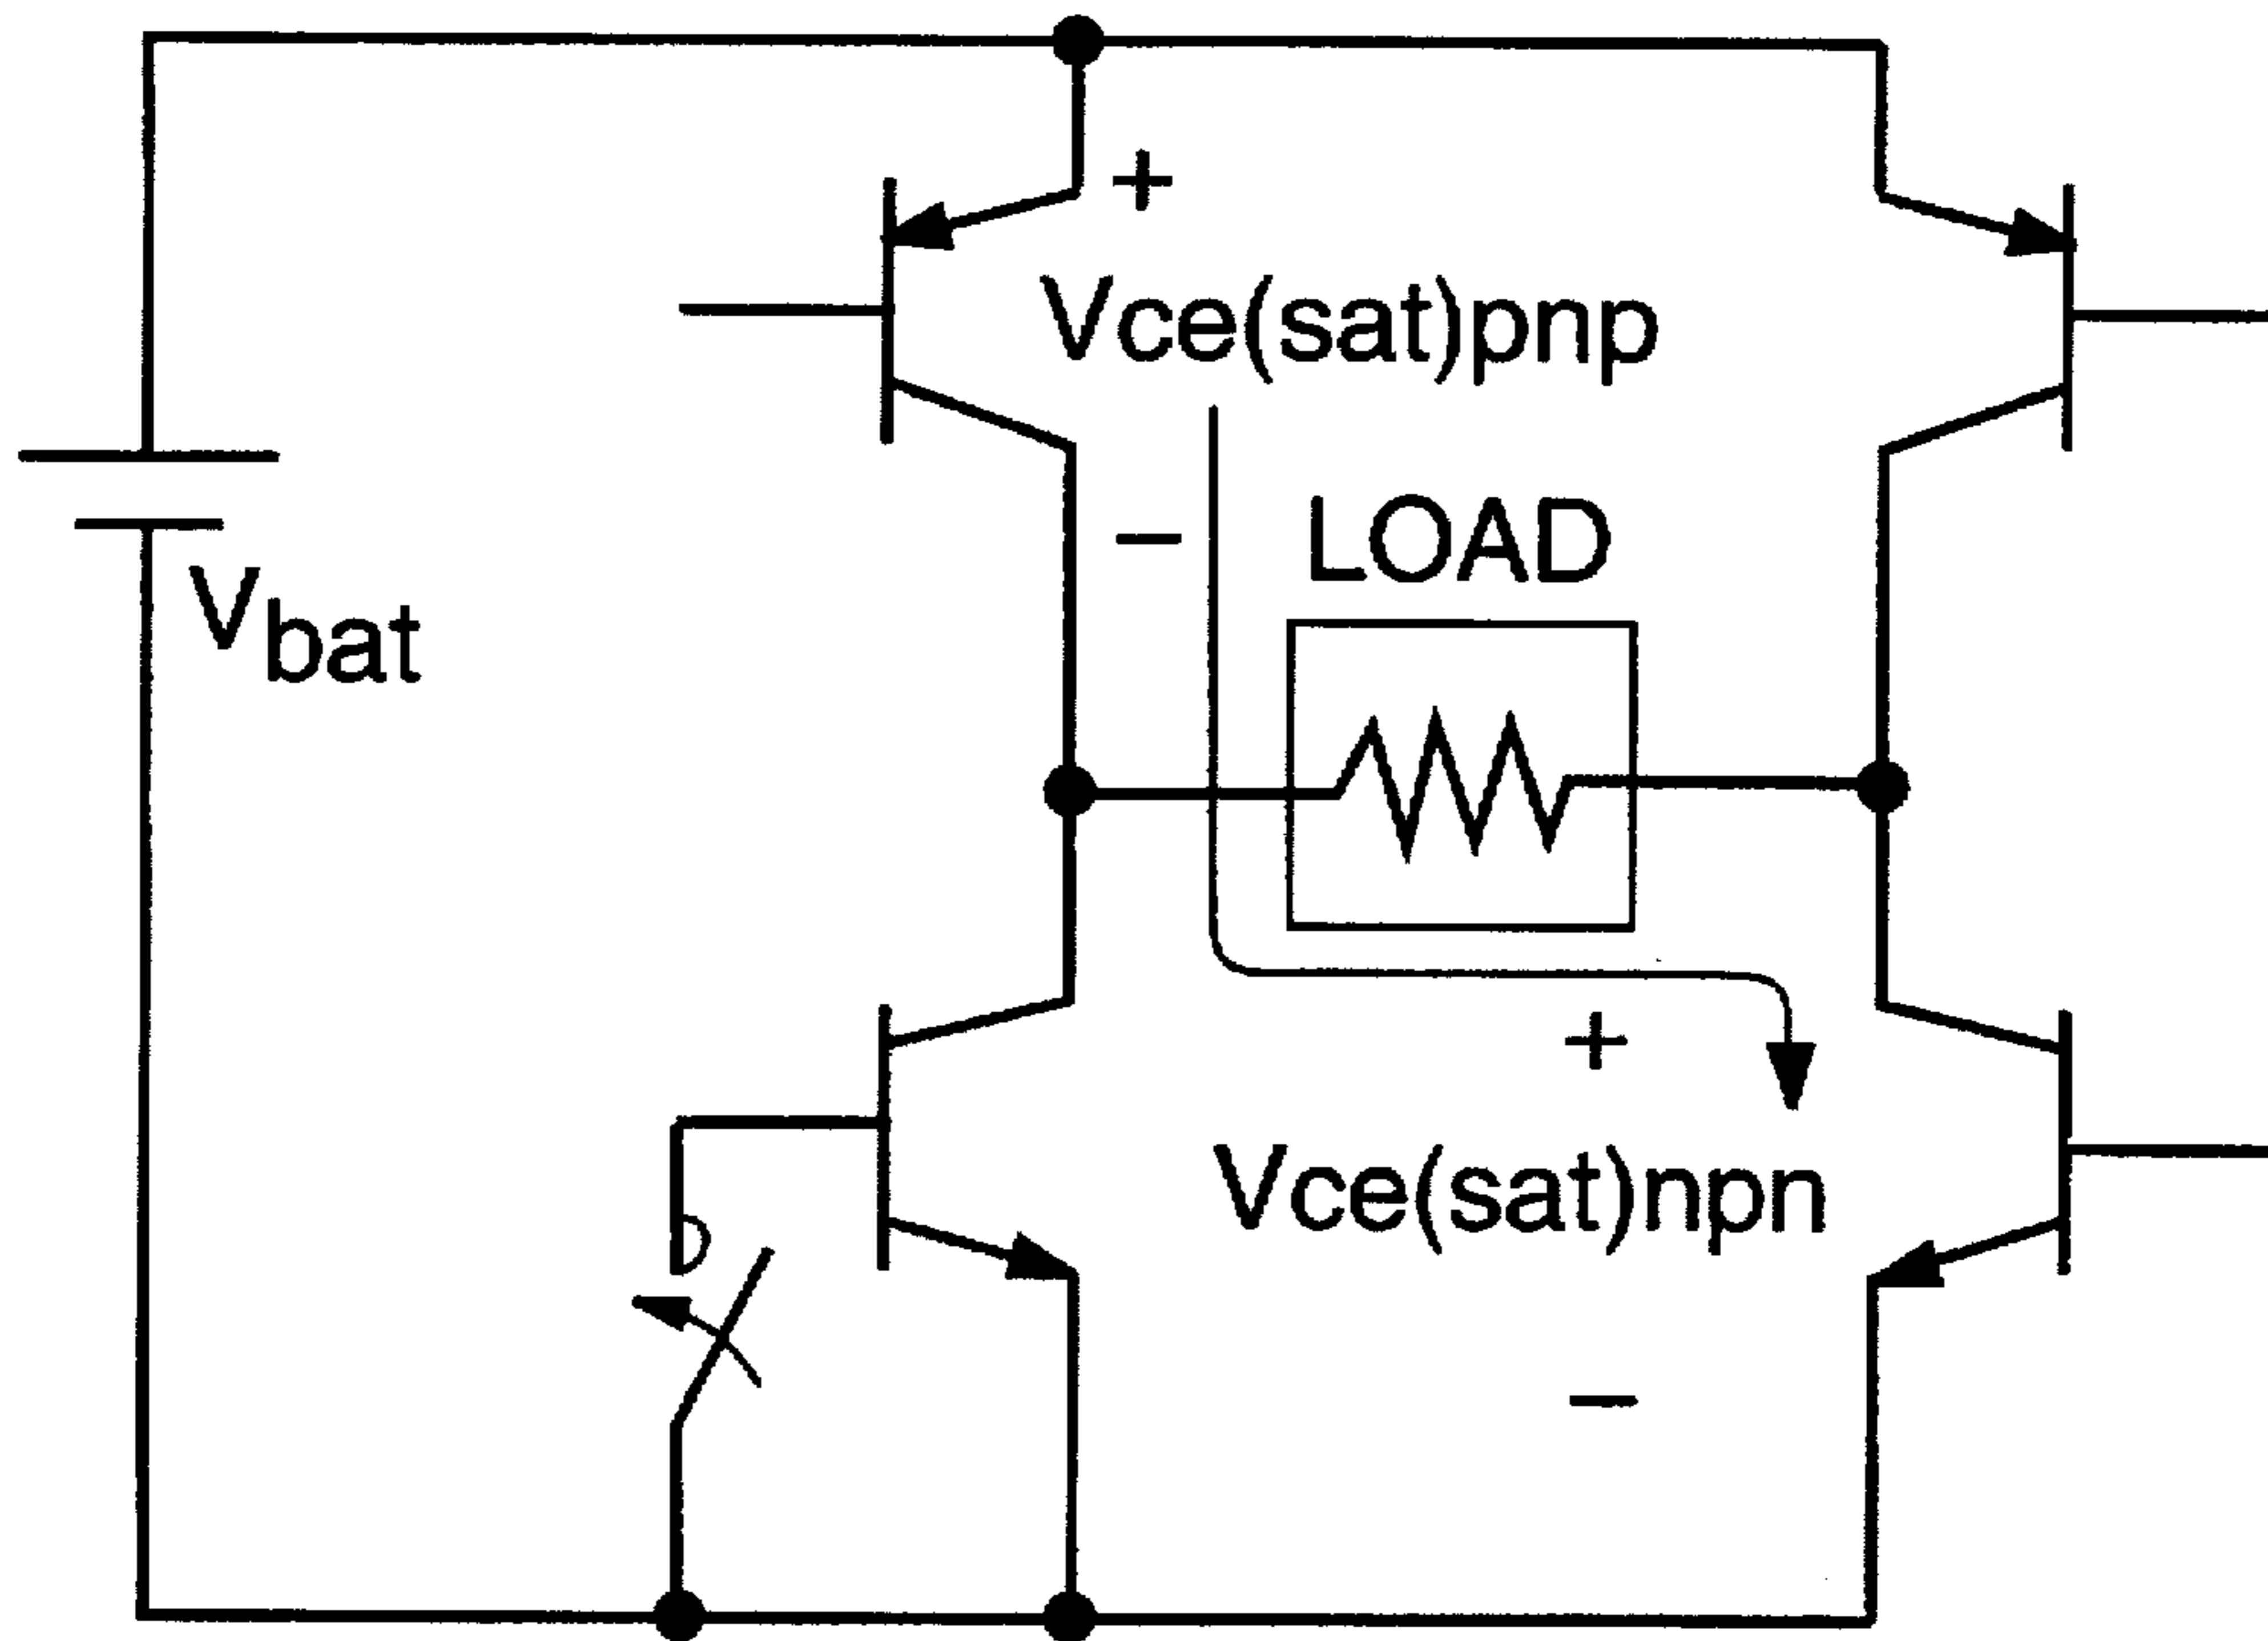 +
Vce(sat)pnp
−
LOAD
Vbat
+
Vce(sat)npn
−